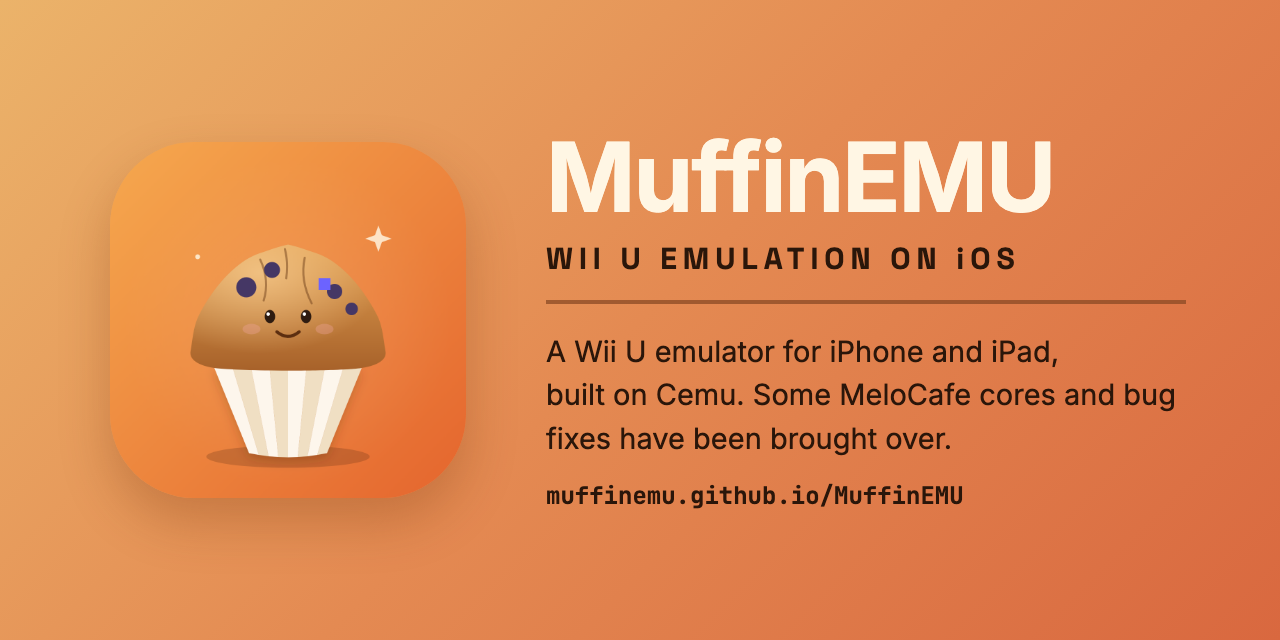 MuffinEMU
WII U EMULATION ON iOS
A Wii U emulator for iPhone and iPad,
built on Cemu. Some MeloCafe cores and bug
fixes have been brought over.
muffinemu.github.io/MuffinEMU